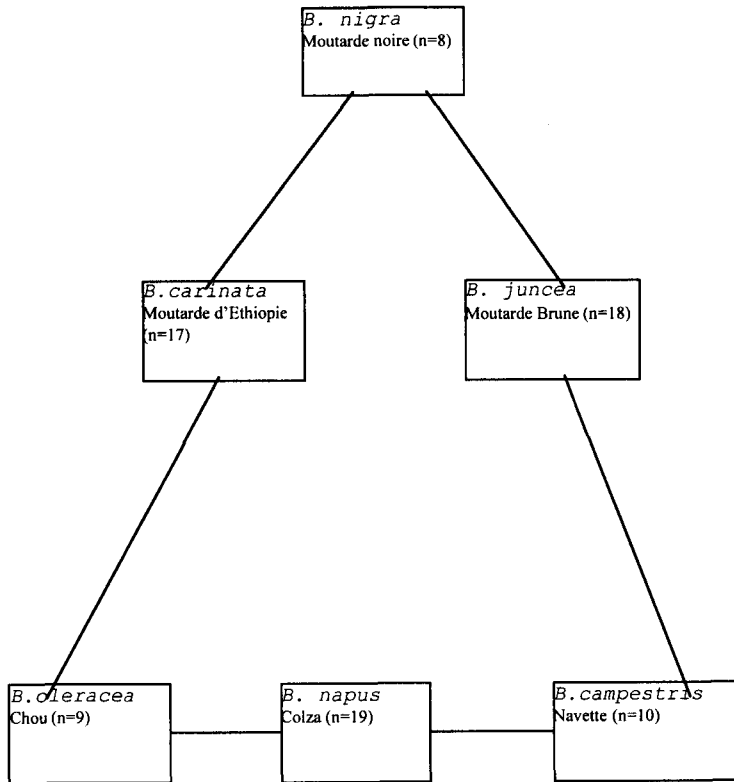 B. nigra
Moutarde noire (n=8)
B.carinata
Moutarde d'Ethiopie
(n=17)
B. juncea
Moutarde Brune (n=18)
B.oleracea
Chou (n=9)
B. napus
Colza (n=19)
B.campestris
Navette (n=10)